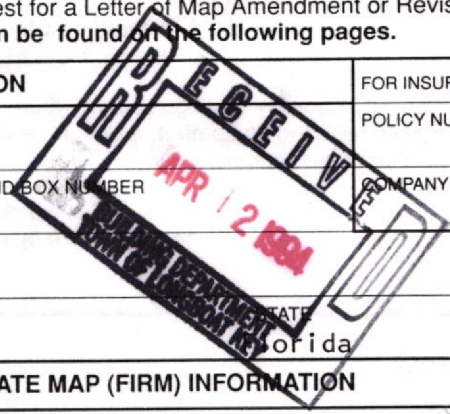 est for a Letter of Map Amendment or Revis
n be found on the following pages.
ON
FOR INSUR
POLICY NU
RECEIVED
D BOX NUMBER
COMPANY
APR 12
BUILDING DEPARTMENT
TOWN OF LONGBOAT KEY
STATE
Florida
ATE MAP (FIRM) INFORMATION